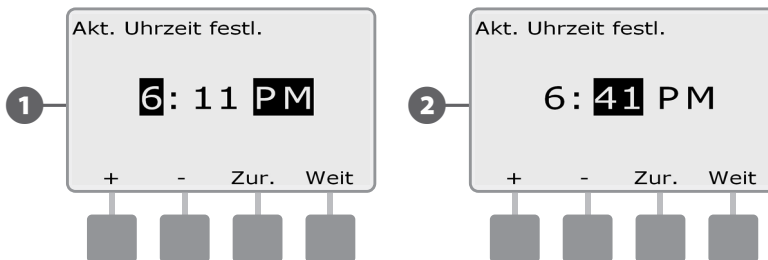 Akt. Uhrzeit festl.
1
6: 11 PM
+ - Zur. Weit
Akt. Uhrzeit festl.
2
6: 41 PM
+ - Zur. Weit